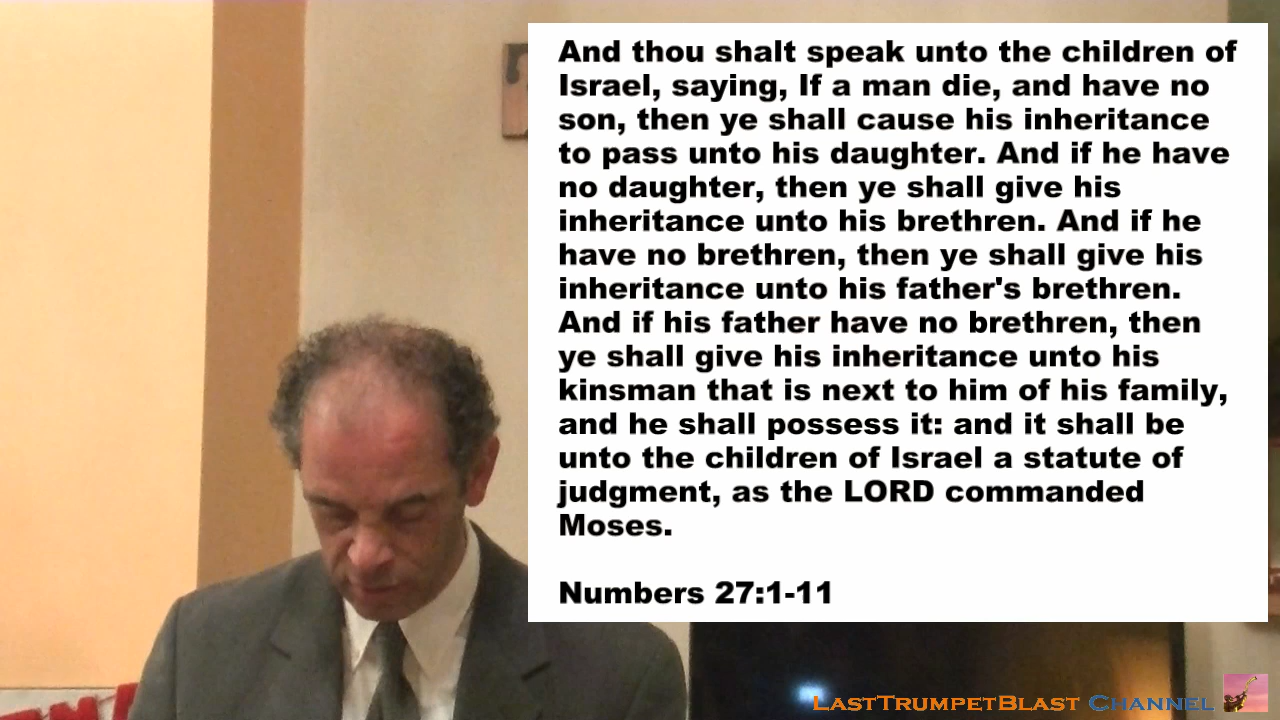 And thou shalt speak unto the children of
Israel, saying, If a man die, and have no
son, then ye shall cause his inheritance
to pass unto his daughter. And if he have
no daughter, then ye shall give his
inheritance unto his brethren. And if he
have no brethren, then ye shall give his
inheritance unto his father's brethren.
And if his father have no brethren, then
ye shall give his inheritance unto his
kinsman that is next to him of his family,
and he shall possess it: and it shall be
unto the children of Israel a statute of
judgment, as the LORD commanded
Moses.
Numbers 27:1-11
LASTTRUMPETBLAST CHANNEL